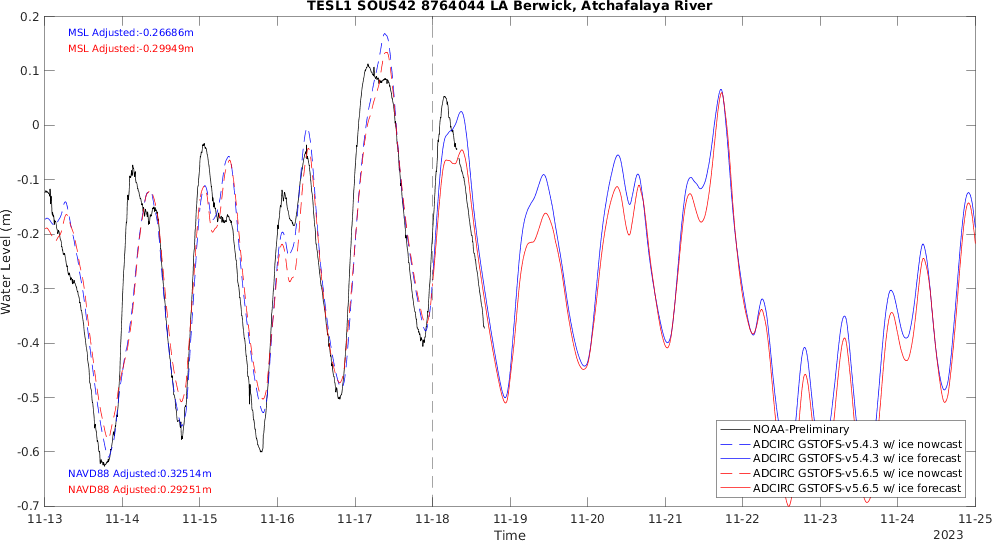 TESL1 SOUS42 8764044 LA Berwick, Atchafalaya River
MSL Adjusted:-0.26686m
MSL Adjusted:-0.29949m
0.2
0.1
0
-0.1
-0.2
-0.3
-0.4
-0.5
-0.6
-0.7
Water Level (m)
NAVD88 Adjusted:0.32514m
NAVD88 Adjusted:0.29251m
NOAA-Preliminary
ADCIRC GSTOFS-v5.4.3 w/ ice nowcast
ADCIRC GSTOFS-v5.4.3 w/ ice forecast
ADCIRC GSTOFS-v5.6.5 w/ ice nowcast
ADCIRC GSTOFS-v5.6.5 w/ ice forecast
11-13 11-14 11-15 11-16 11-17 11-18 11-19 11-20 11-21 11-22 11-23 11-24 11-25
Time
2023